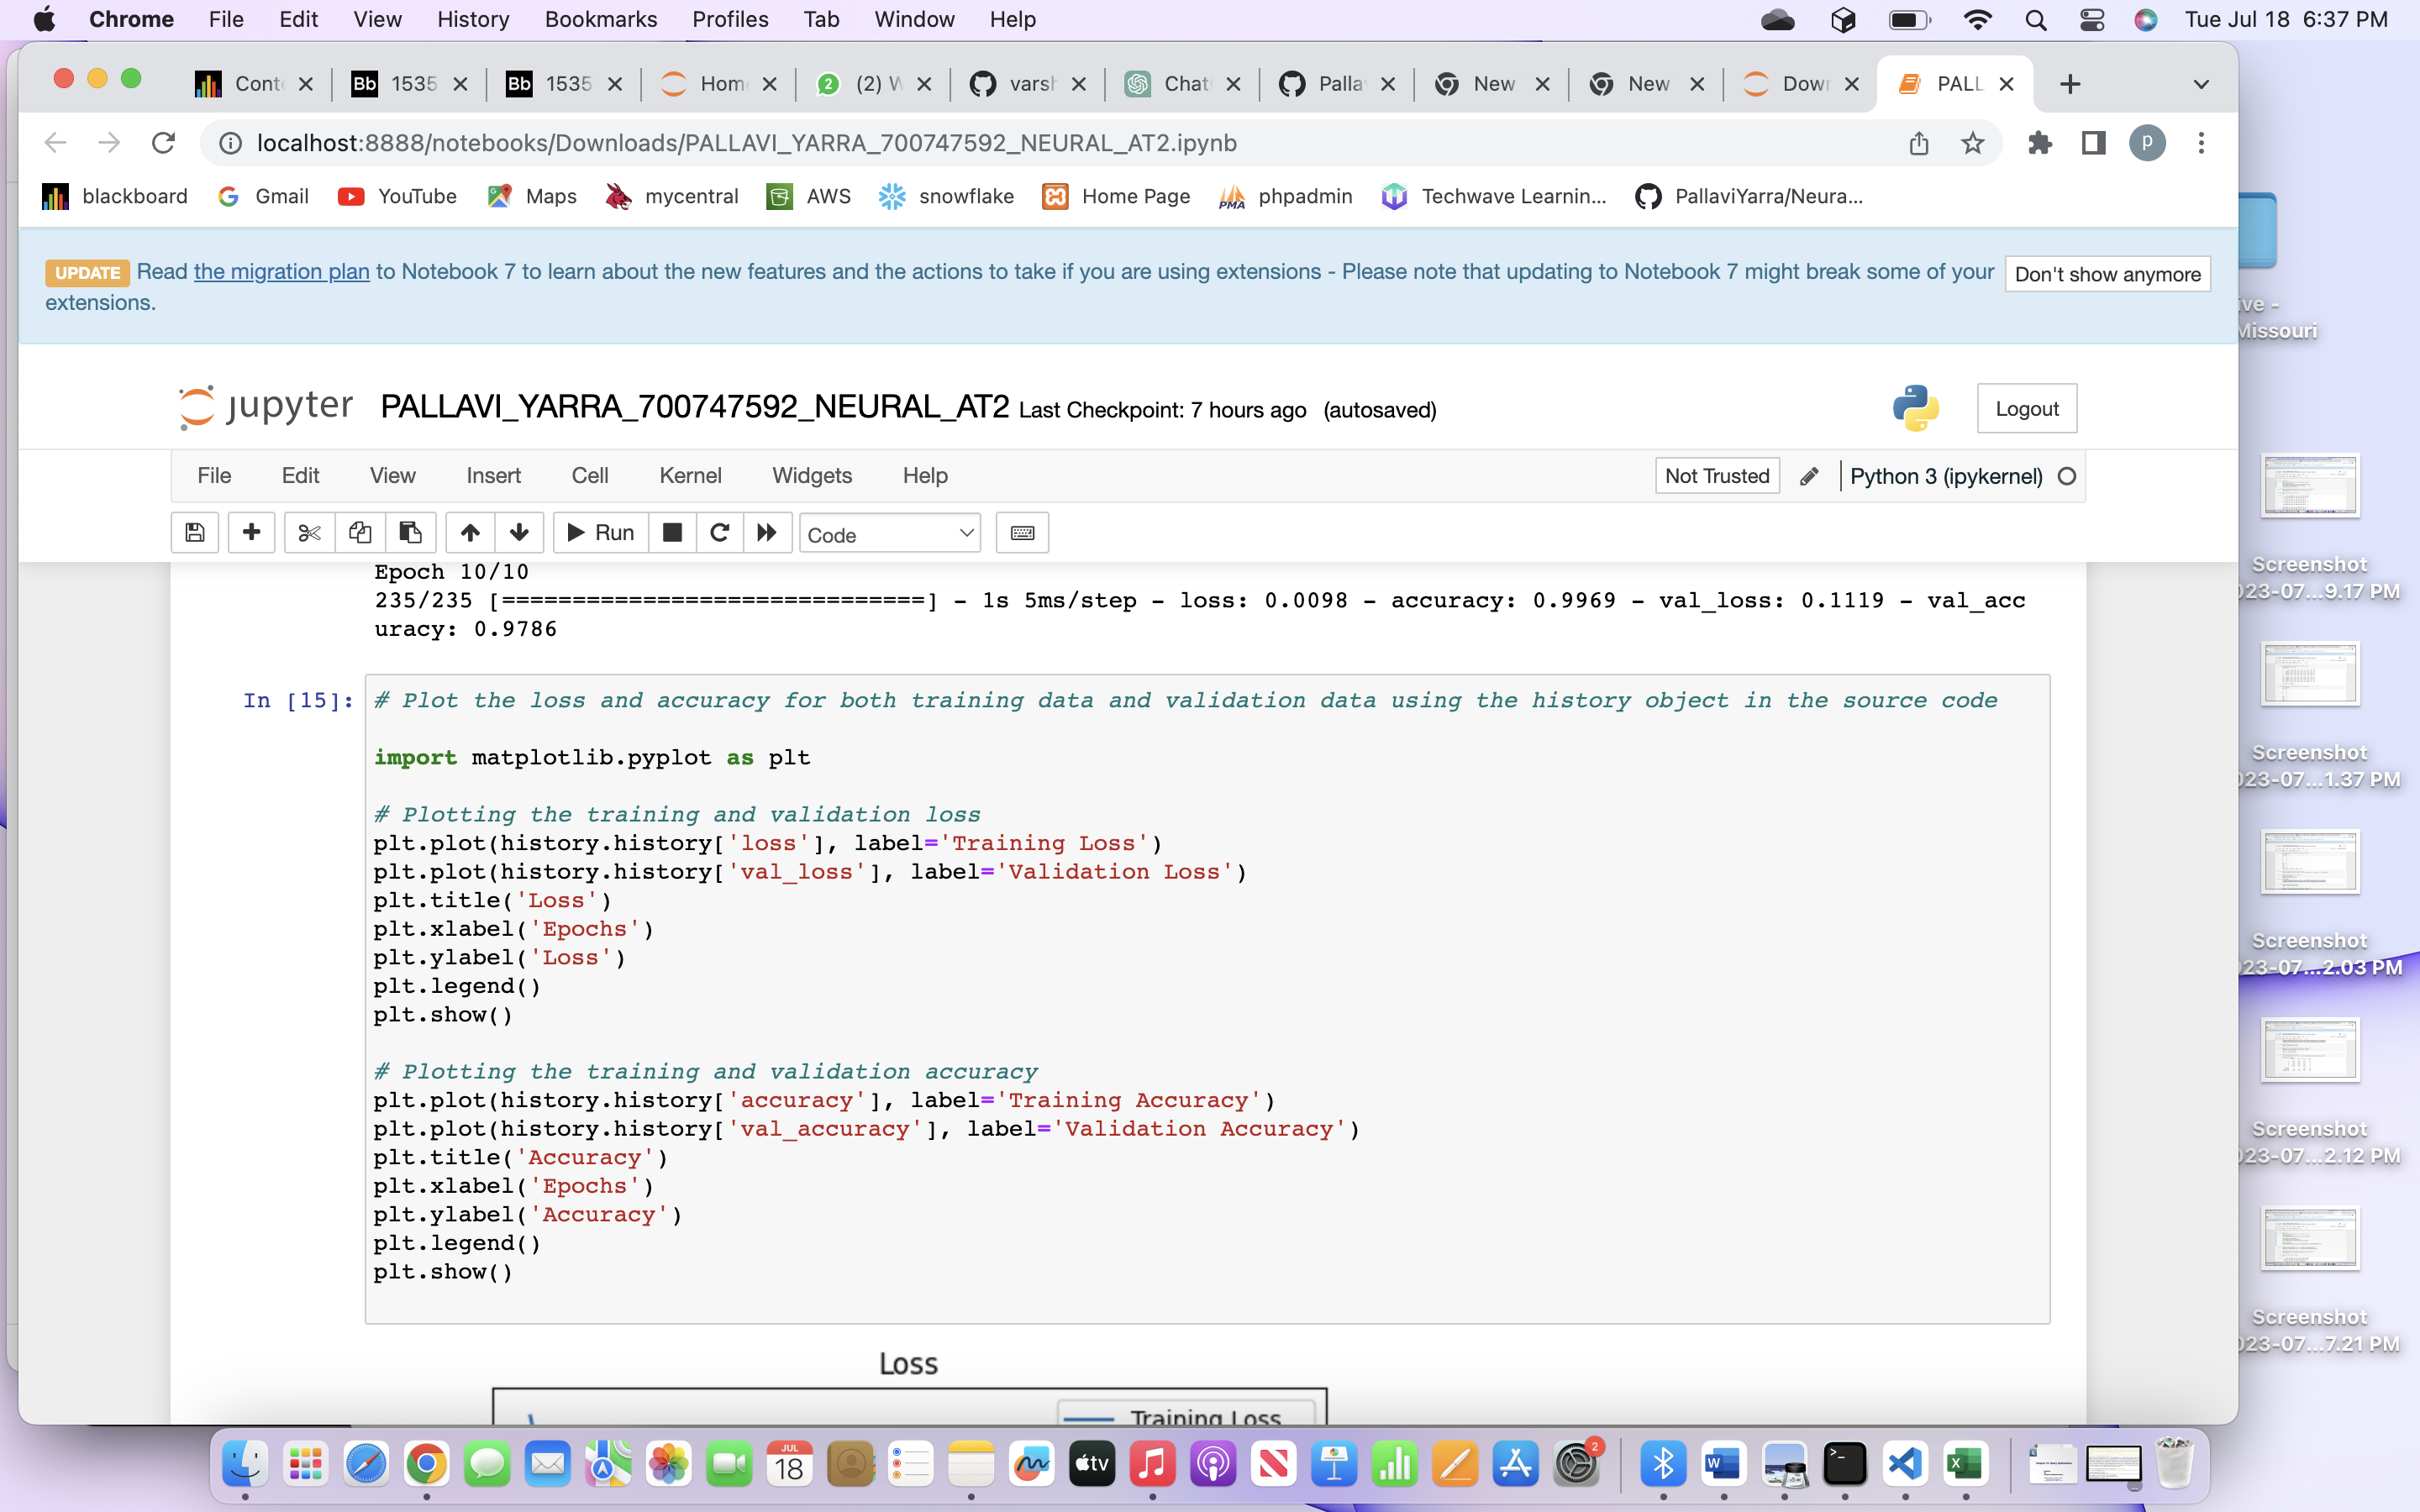 Chrome File Edit View History Bookmarks Profiles Tab Window Help Tue Jul 18 6:37 PM
Cont Bb 1535 Bb 1535 Hom 2 (2) W varsh Chat Palla New New Dow PALL
localhost:8888/notebooks/Downloads/PALLAVI_YARRA_700747592_NEURAL_AT2.ipynb p
blackboard Gmail YouTube Maps mycentral AWS snowflake Home Page PMA phpadmin Techwave Learnin... PallaviYarra/Neura...
UPDATE Read the migration plan to Notebook 7 to learn about the new features and the actions to take if you are using extensions - Please note that updating to Notebook 7 might break some of your Don't show anymore
extensions.
ive -
Missouri
jupyter PALLAVI_YARRA_700747592_NEURAL_AT2 Last Checkpoint: 7 hours ago (autosaved) Logout
File Edit View Insert Cell Kernel Widgets Help Not Trusted Python 3 (ipykernel)
Run Code
Epoch 10/10
235/235 [==============================] - 1s 5ms/step - loss: 0.0098 - accuracy: 0.9969 - val_loss: 0.1119 - val_acc
uracy: 0.9786
In [15]: # Plot the loss and accuracy for both training data and validation data using the history object in the source code
import matplotlib.pyplot as plt
# Plotting the training and validation loss
plt.plot(history.history['loss'], label='Training Loss')
plt.plot(history.history['val_loss'], label='Validation Loss')
plt.title('Loss')
plt.xlabel('Epochs')
plt.ylabel('Loss')
plt.legend()
plt.show()
# Plotting the training and validation accuracy
plt.plot(history.history['accuracy'], label='Training Accuracy')
plt.plot(history.history['val_accuracy'], label='Validation Accuracy')
plt.title('Accuracy')
plt.xlabel('Epochs')
plt.ylabel('Accuracy')
plt.legend()
plt.show()
Loss
Training Loss
Screenshot
023-07...9.17 PM
Screenshot
023-07...1.37 PM
Screenshot
023-07...2.03 PM
Screenshot
023-07...2.12 PM
Screenshot
023-07...7.21 PM
JUL
18
tv
2
W
X